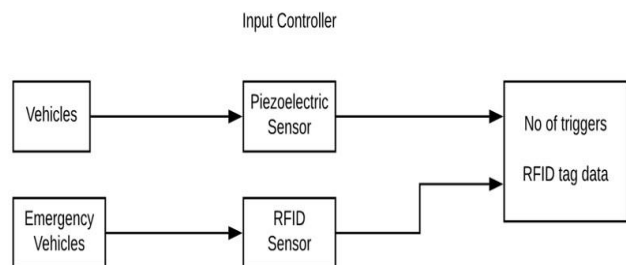 Input Controller
Vehicles
Piezoelectric
Sensor
No of triggers
RFID tag data
Emergency
Vehicles
RFID
Sensor